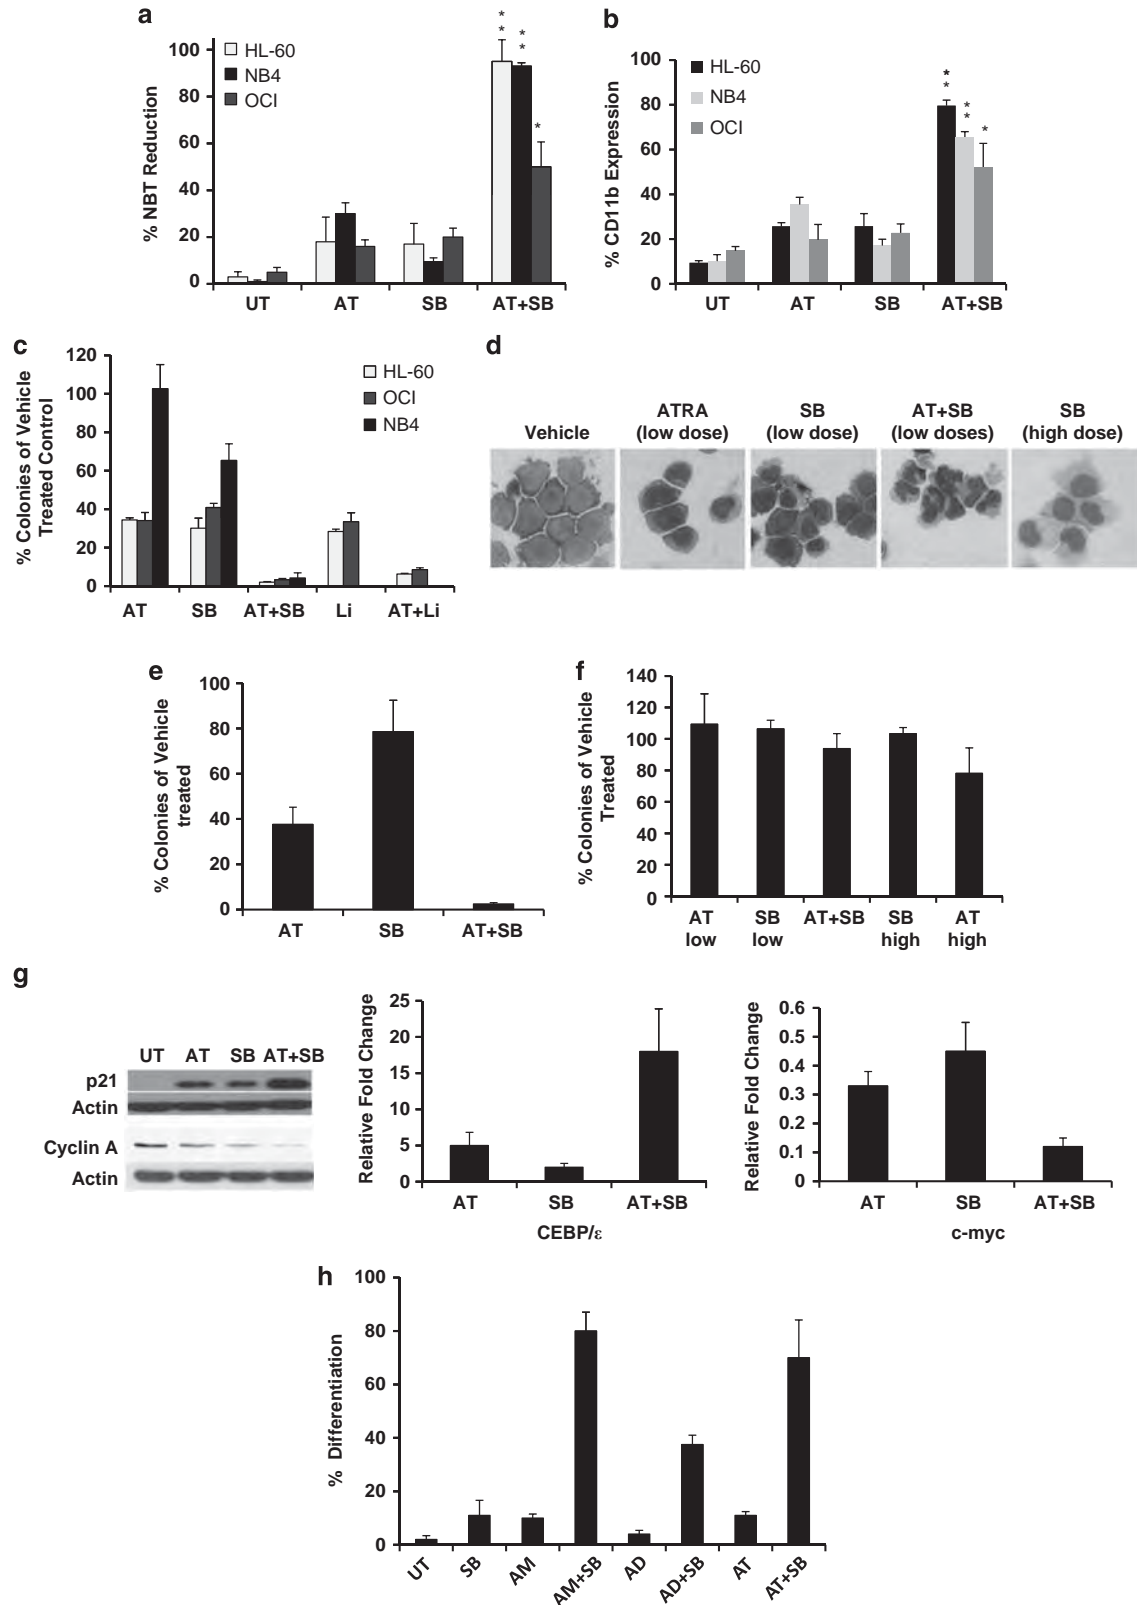 a
% NBT Reduction
100
80
60
40
20
0
HL-60
NB4
OCI
* * * * *
UT AT SB AT+SB
b
% CD11b Expression
100
80
60
40
20
0
HL-60
NB4
OCI
* * * * *
UT AT SB AT+SB
c
% Colonies of Vehicle
Treated Control
120
100
80
60
40
20
0
HL-60
OCI
NB4
AT SB AT+SB Li AT+Li
d
Vehicle
ATRA
(low dose)
SB
(low dose)
AT+SB
(low doses)
SB
(high dose)
e
% Colonies of Vehicle
treated
100
80
60
40
20
0
AT SB AT+SB
f
% Colonies of Vehicle
Treated
140
120
100
80
60
40
20
0
AT
low
SB
low
AT+SB
SB
high
AT
high
g
UT AT SB AT+SB
p21
Actin
Cyclin A
Actin
Relative Fold Change
25
20
15
10
5
0
AT SB AT+SB
CEBP/ε
Relative Fold Change
0.6
0.5
0.4
0.3
0.2
0.1
0
AT SB AT+SB
c-myc
h
% Differentiation
100
80
60
40
20
0
UT SB AM AM+SB AD AD+SB AT AT+SB